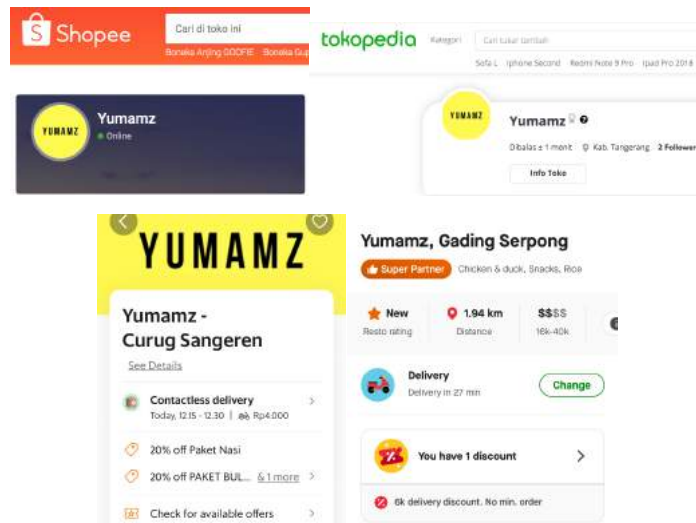 Shopee
Cari di toko ini
Boneka Anjing GOOFIE Boneka Gup
YUMAMZ
Yumamz
Online
tokopedia
Kategori
Sofa L Iphone Second Redmi Note 9 Pro Ipad Pro 2018
YUMAMZ
Yumamz
Dibalas ± 1 menit Kab. Tangerang 2 Follower
Info Toko
YUMAMZ
Yumamz -
Curug Sangeren
See Details
Contactless delivery
Today, 12.15 - 12.30 | Rp4.000
20% off Paket Nasi
20% off PAKET BUL... & 1 more
Check for available offers
Yumamz, Gading Serpong
Super Partner Chicken & duck, Snacks, Rice
New
Resto rating
1.94 km
Distance
$$$$
16k-40k
Delivery
Delivery in 27 min
Change
You have 1 discount
6k delivery discount. No min. order